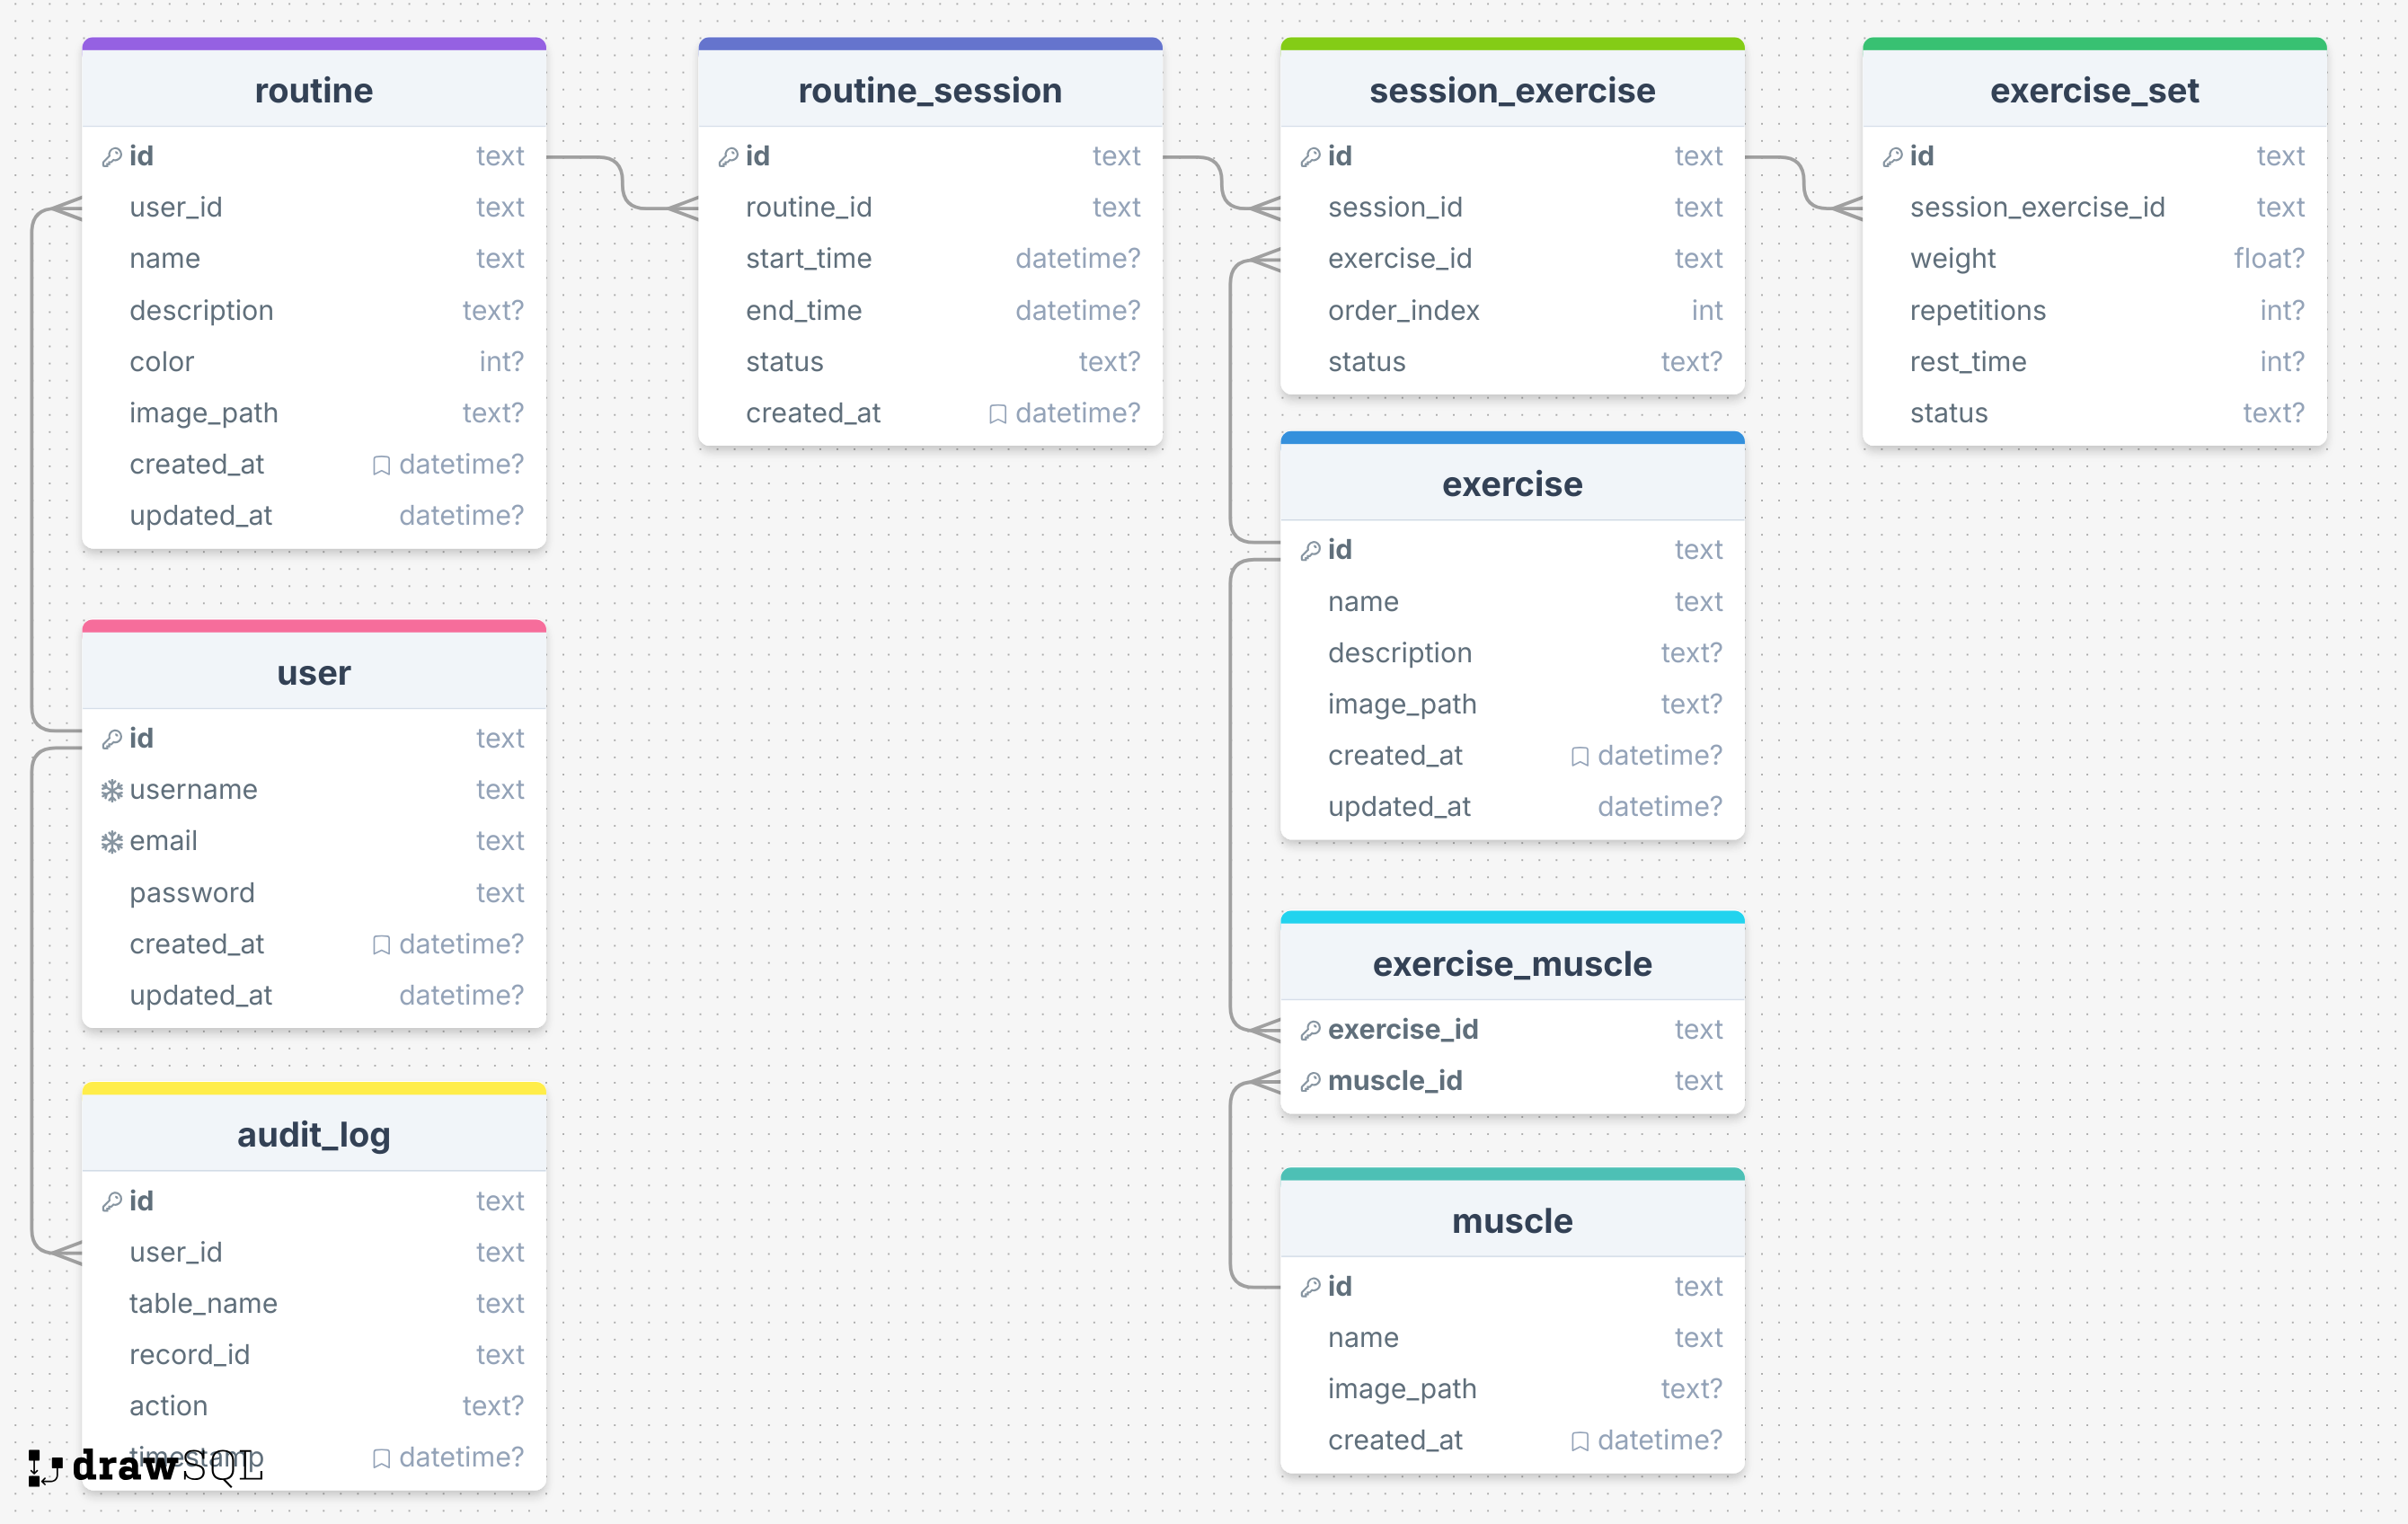 routine
id text
user_id text
name text
description text?
color int?
image_path text?
created_at datetime?
updated_at datetime?
routine_session
id text
routine_id text
start_time datetime?
end_time datetime?
status text?
created_at datetime?
session_exercise
id text
session_id text
exercise_id text
order_index int
status text?
exercise_set
id text
session_exercise_id text
weight float?
repetitions int?
rest_time int?
status text?
user
id text
username text
email text
password text
created_at datetime?
updated_at datetime?
exercise
id text
name text
description text?
image_path text?
created_at datetime?
updated_at datetime?
audit_log
id text
user_id text
table_name text
record_id text
action text?
timestamp datetime?
exercise_muscle
exercise_id text
muscle_id text
muscle
id text
name text
image_path text?
created_at datetime?
drawSQL